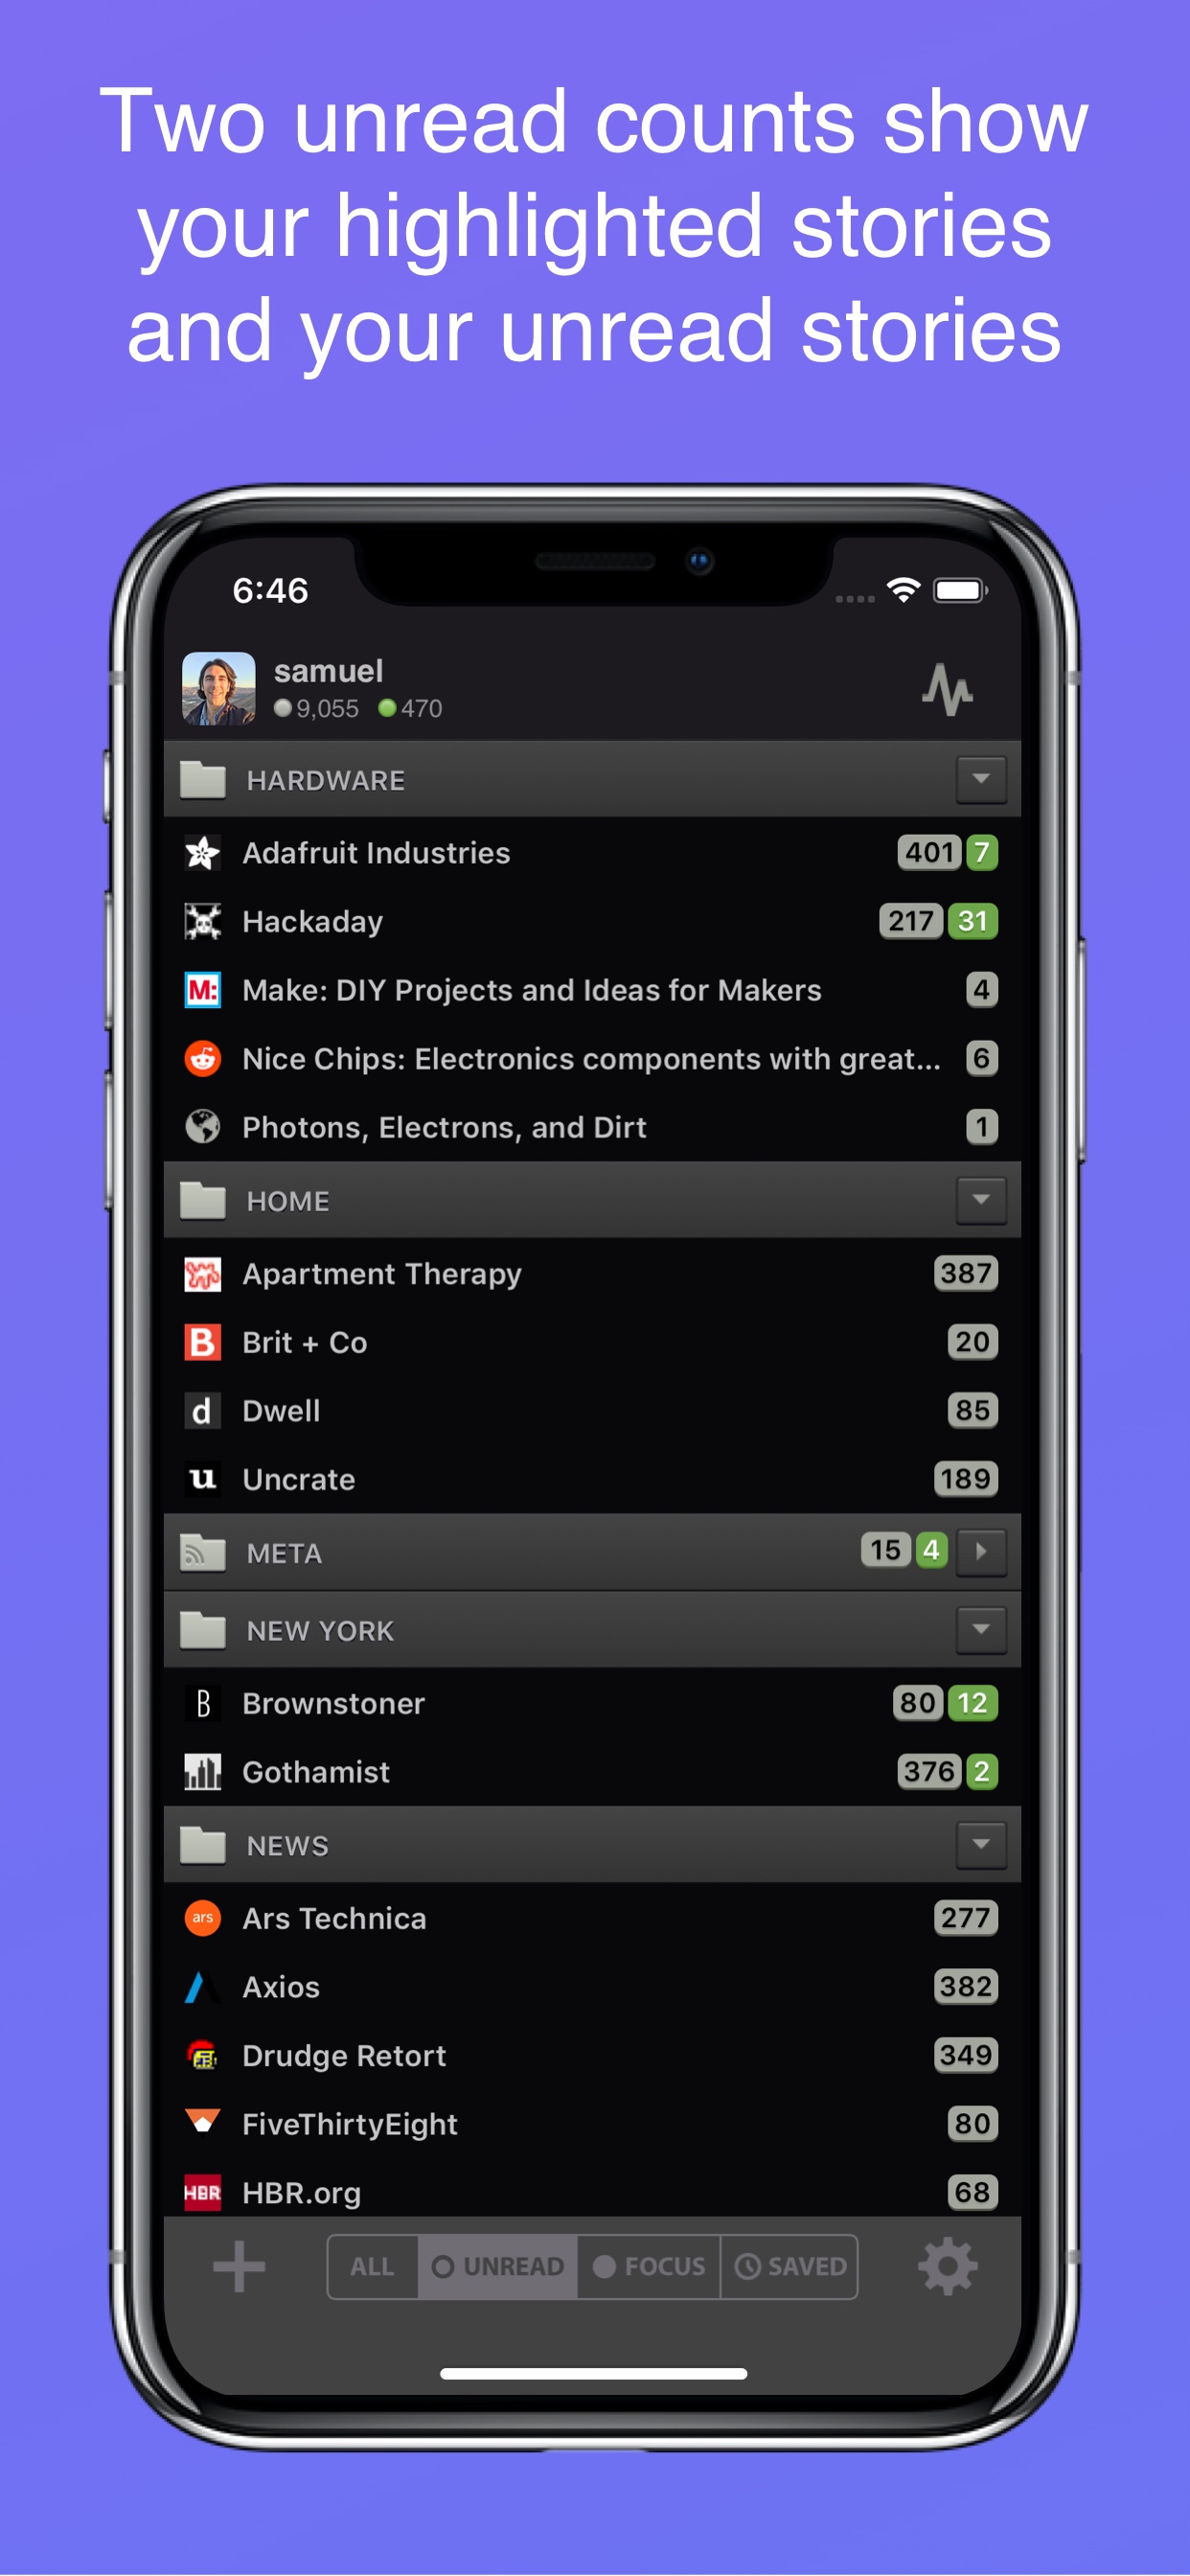 Two unread counts show
your highlighted stories
and your unread stories
6:46
samuel
9,055 470
HARDWARE
Adafruit Industries 401 7
Hackaday 217 31
M: Make: DIY Projects and Ideas for Makers 4
Nice Chips: Electronics components with great... 6
Photons, Electrons, and Dirt 1
HOME
Apartment Therapy 387
B Brit + Co 20
d Dwell 85
u Uncrate 189
META 15 4
NEW YORK
B Brownstoner 80 12
Gothamist 376 2
NEWS
ars Ars Technica 277
Axios 382
Drudge Retort 349
FiveThirtyEight 80
HBR HBR.org 68
ALL UNREAD FOCUS SAVED